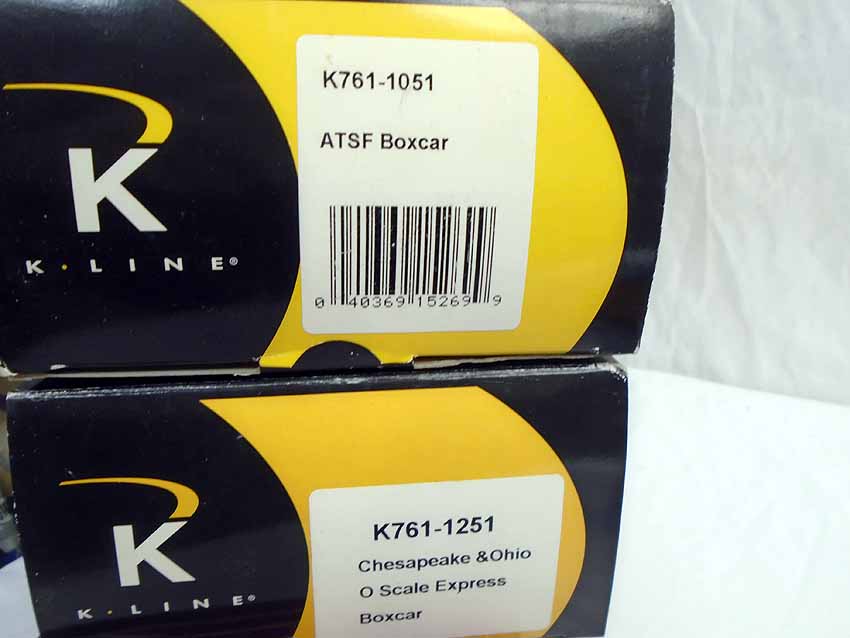 K
K·LINE®
K761-1051
ATSF Boxcar
0 40369 15269 9
K
K·LINE®
K761-1251
Chesapeake &Ohio
O Scale Express
Boxcar